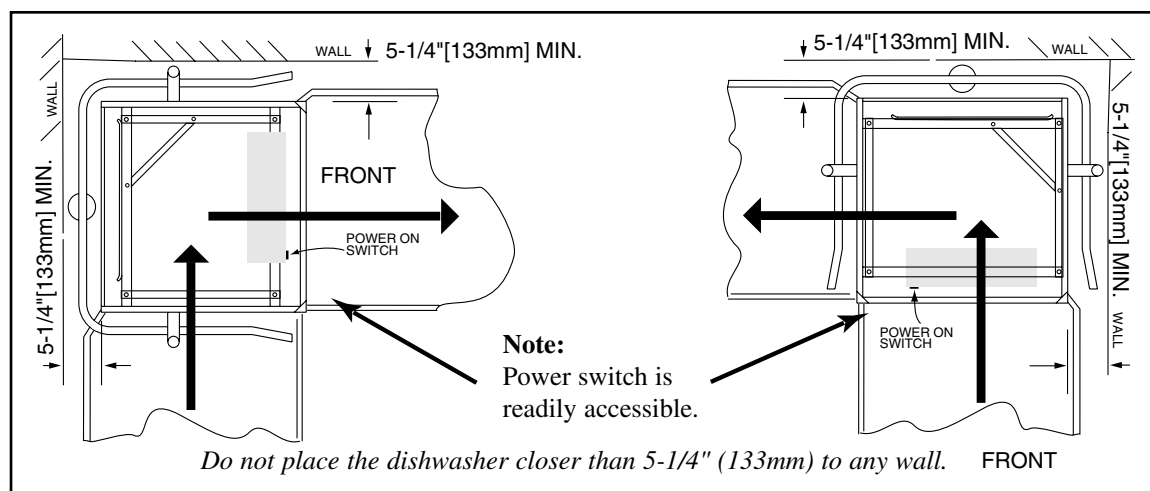 WALL
5-1/4"[133mm] MIN.
WALL
5-1/4"[133mm] MIN.
FRONT
POWER ON
SWITCH
5-1/4"[133mm] MIN.
WALL
5-1/4"[133mm] MIN.
WALL
POWER ON
SWITCH
Note:
Power switch is
readily accessible.
Do not place the dishwasher closer than 5-1/4" (133mm) to any wall.
FRONT